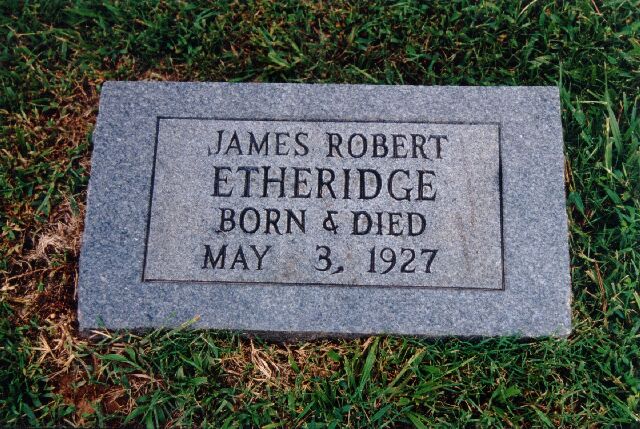 JAMES ROBERT
ETHERIDGE
BORN & DIED
MAY 3, 1927